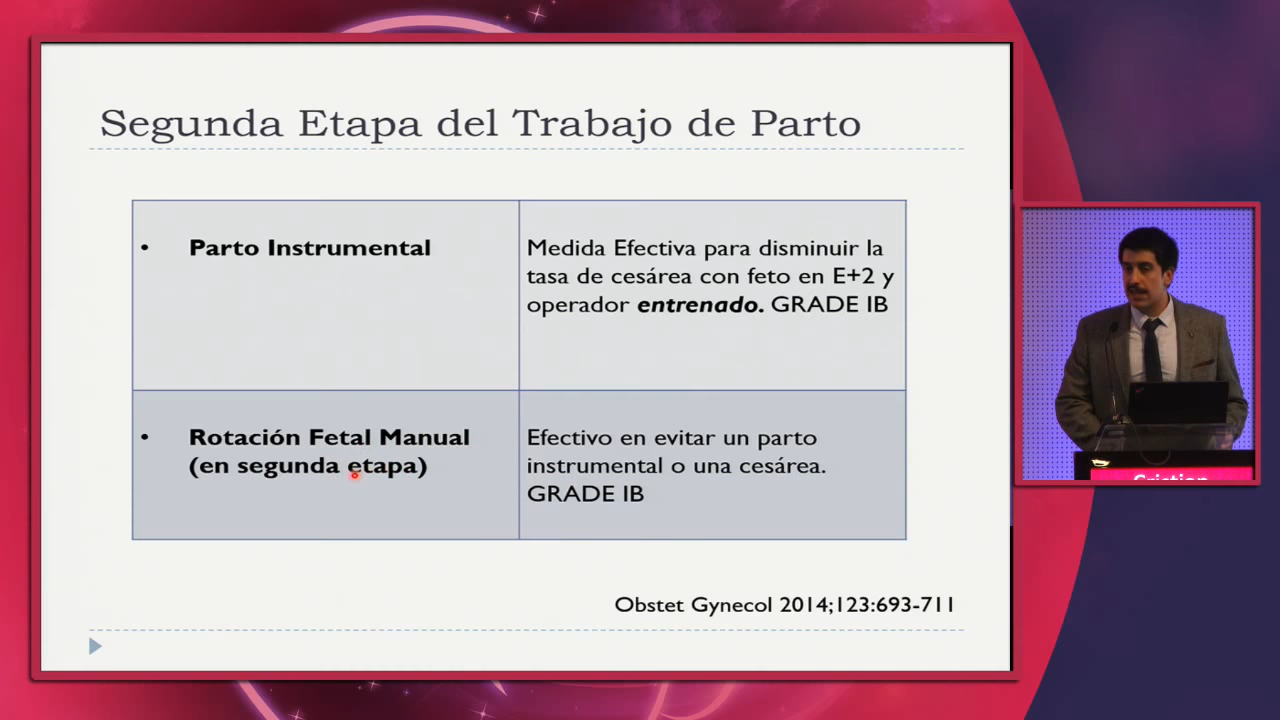 Segunda Etapa del Trabajo de Parto
• Parto Instrumental
Medida Efectiva para disminuir la
tasa de cesárea con feto en E+2 y
operador entrenado. GRADE IB
• Rotación Fetal Manual
(en segunda etapa)
Efectivo en evitar un parto
instrumental o una cesárea.
GRADE IB
Obstet Gynecol 2014;123:693-711
Cristian